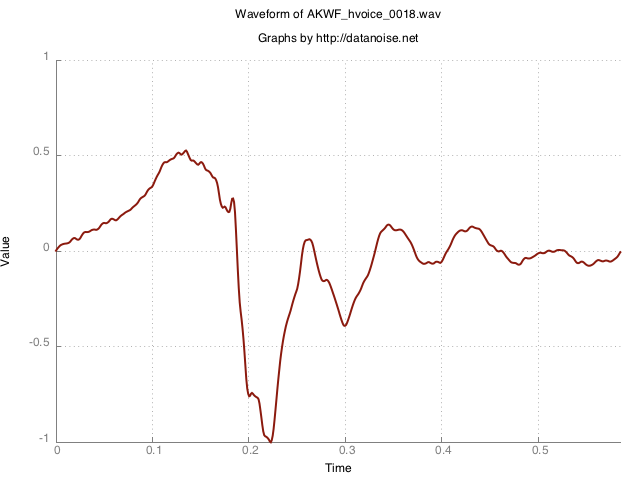 Waveform of AKWF_hvoice_0018.wav
Graphs by http://datanoise.net
1
0.5
0
-0.5
-1
Value
0 0.1 0.2 0.3 0.4 0.5
Time